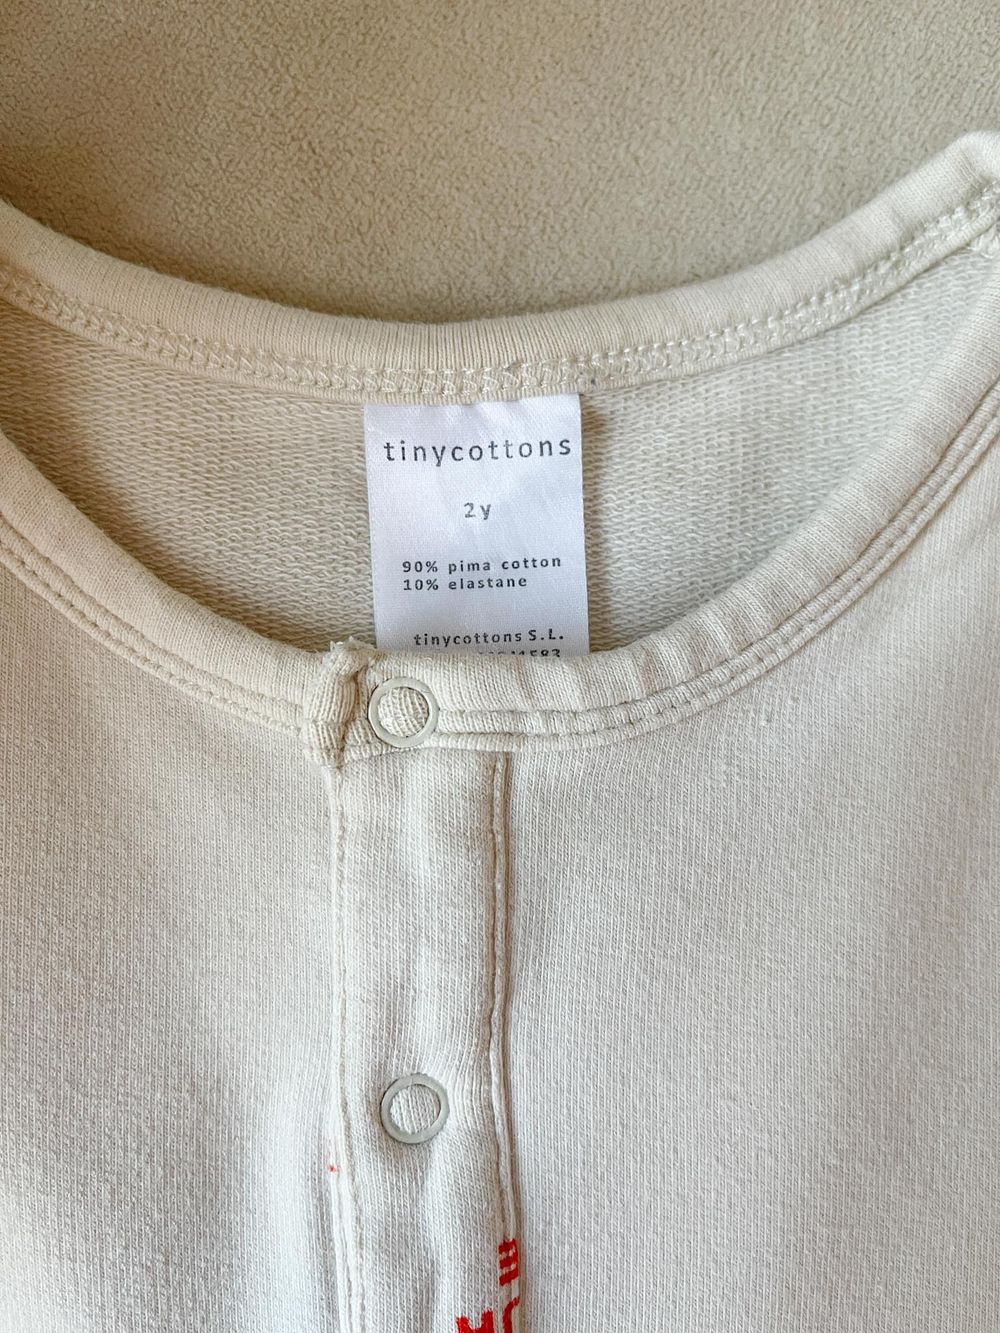 tinycottons
2y
90% pima cotton
10% elastane
tinycottons S.L.